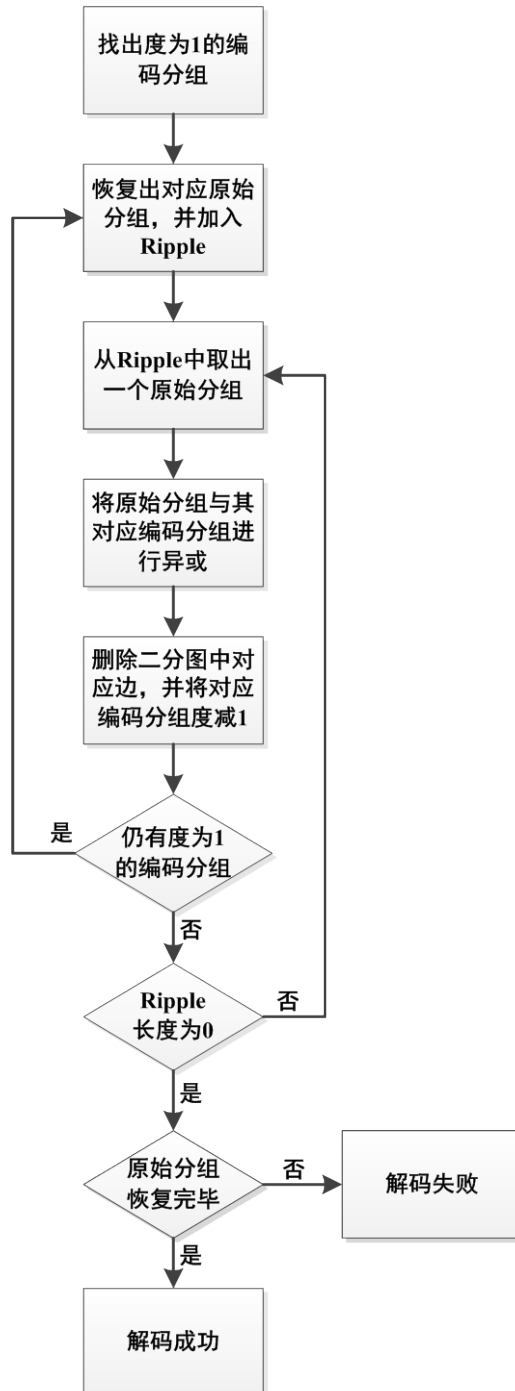 找出度为1的编
码分组
恢复出对应原始
分组，并加入
Ripple
从Ripple中取出
一个原始分组
将原始分组与其
对应编码分组进
行异或
删除二分图中对
应边，并将对应
编码分组度减1
是
仍有度为1
的编码分组
否
Ripple
长度为0
否
是
原始分组
恢复完毕
否
解码失败
是
解码成功